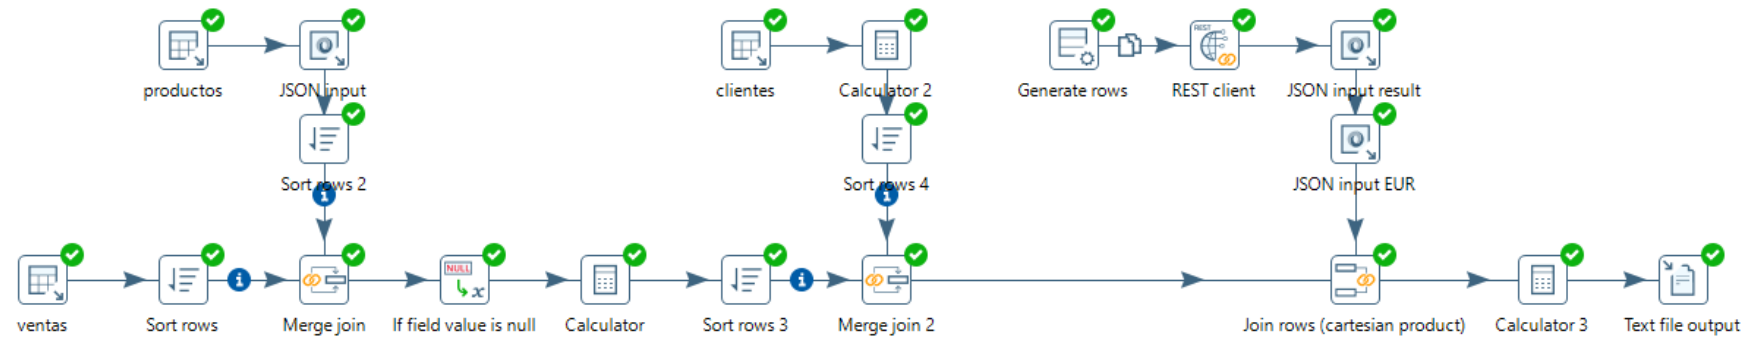 REST
productos
JSON input
clientes
Calculator 2
Generate rows
REST client
JSON input result
Sort rows 2
Sort rows 4
JSON input EUR
NULL
x
ventas
Sort rows
Merge join
If field value is null
Calculator
Sort rows 3
Merge join 2
Join rows (cartesian product)
Calculator 3
Text file output